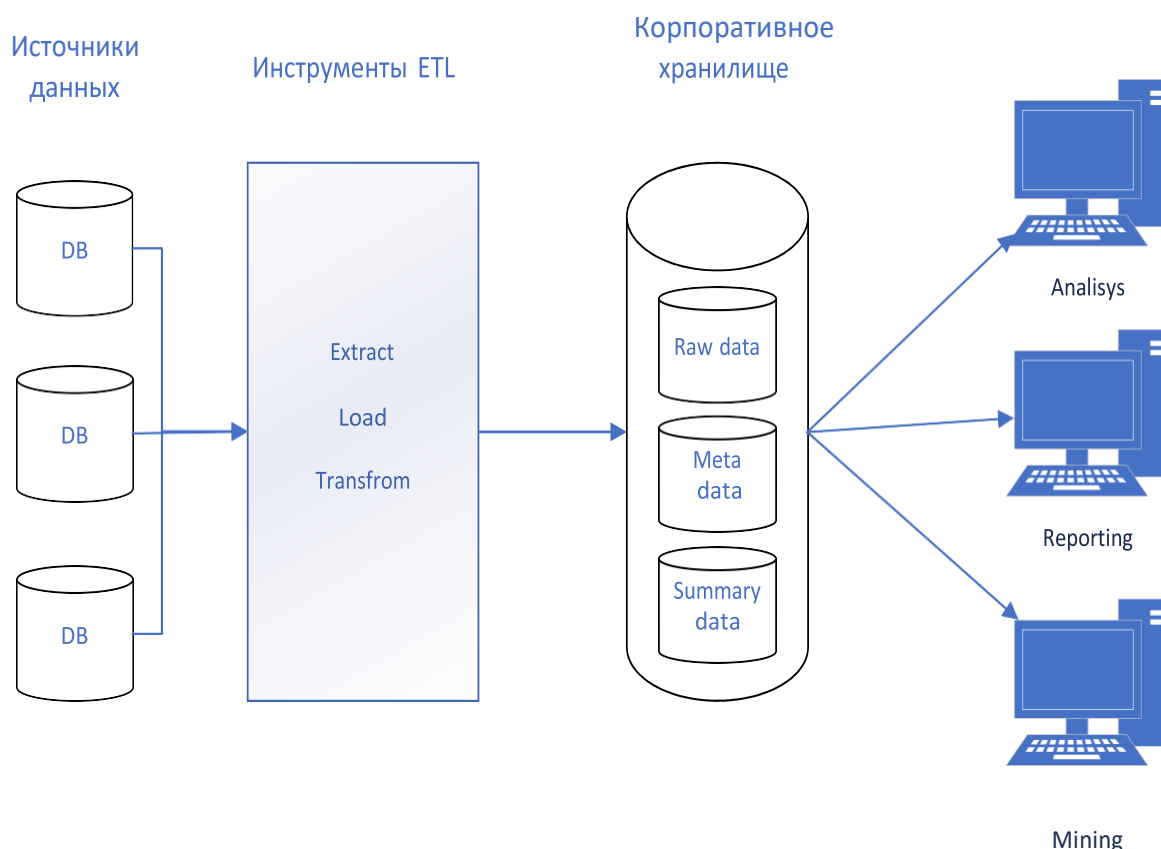 Источники
данных
Инструменты ETL
Корпоративное
хранилище
DB
DB
DB
Extract
Load
Transfrom
Raw data
Meta
data
Summary
data
Analisys
Reporting
Mining